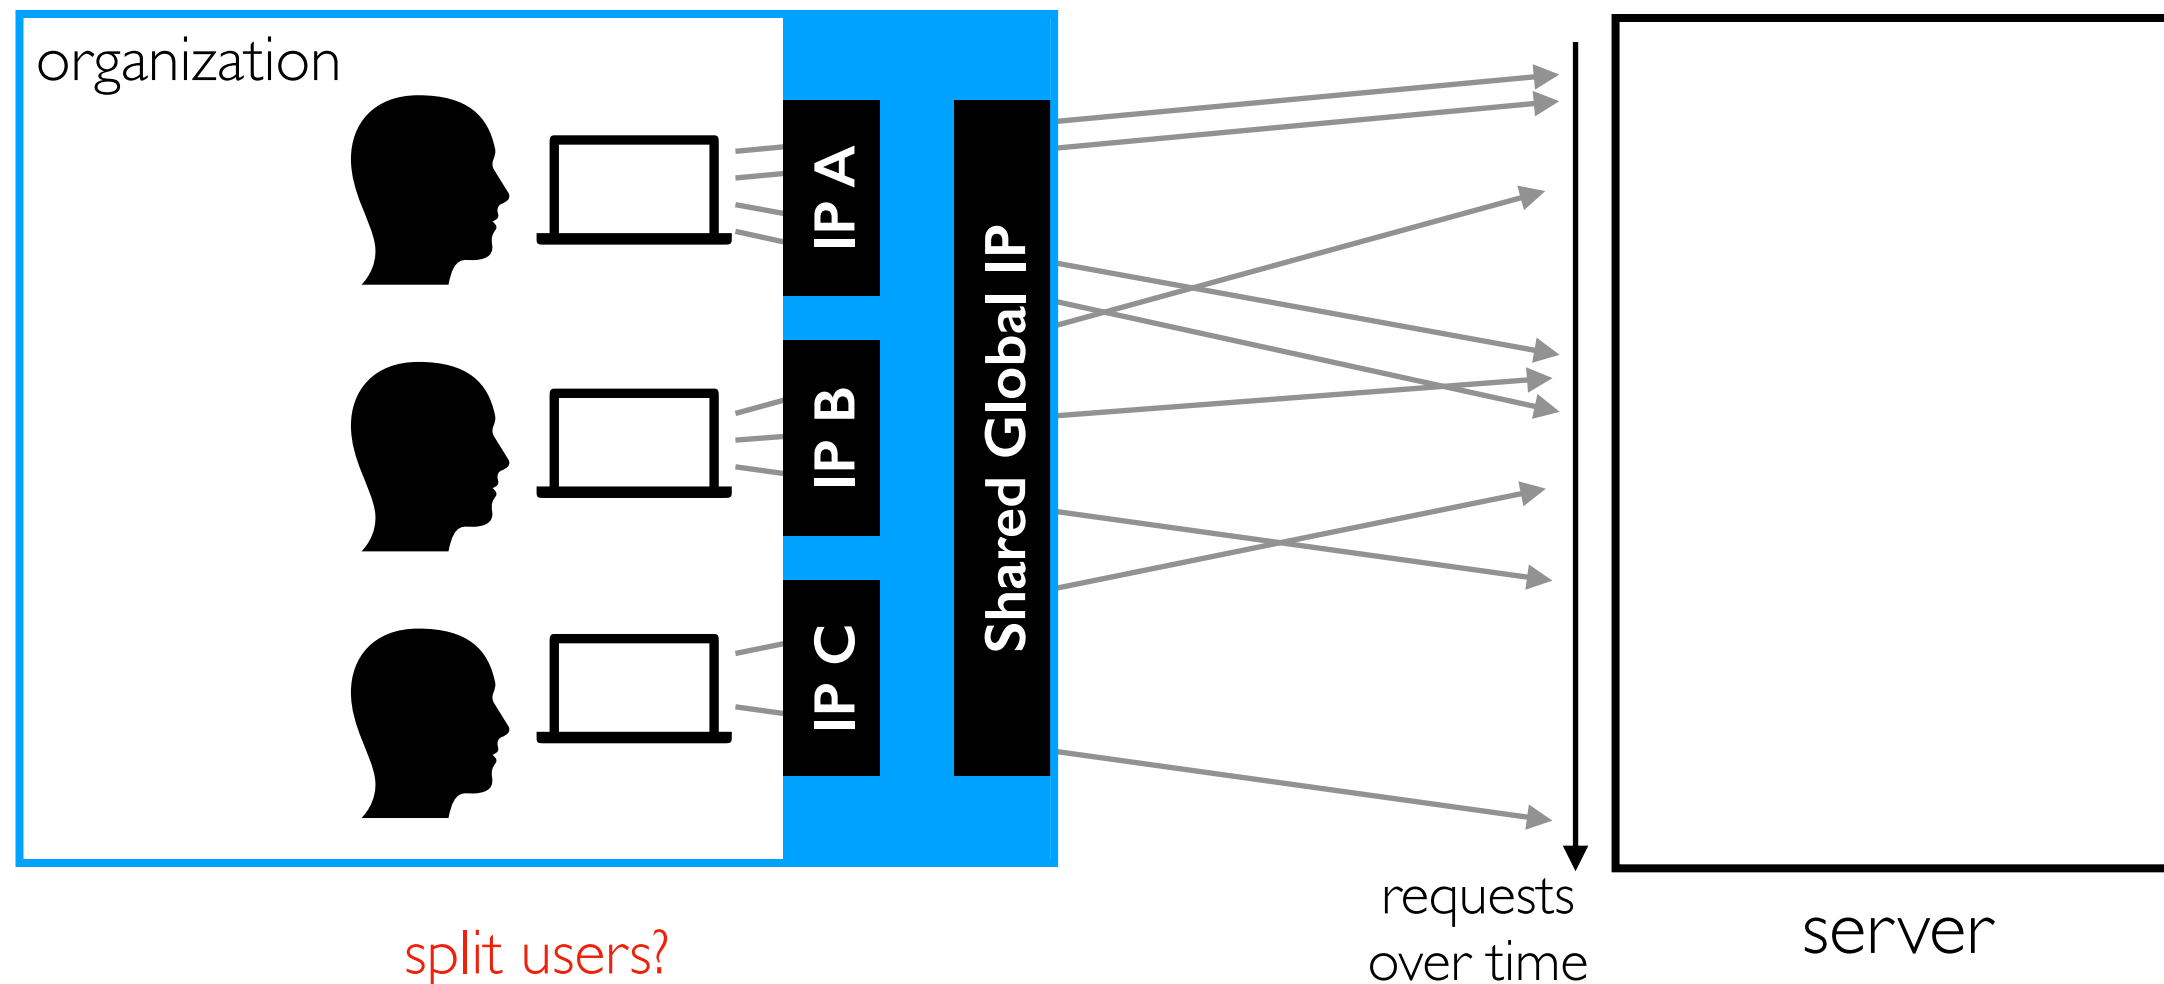 organization
IP A
IP B
IP C
Shared Global IP
requests
over time
server
split users?